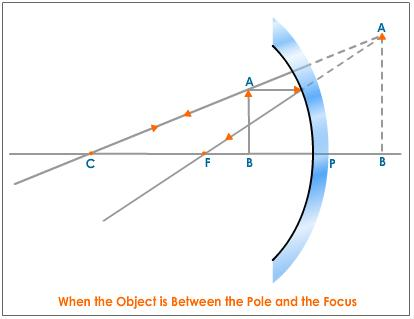 A
A
C F B P B
When the Object is Between the Pole and the Focus